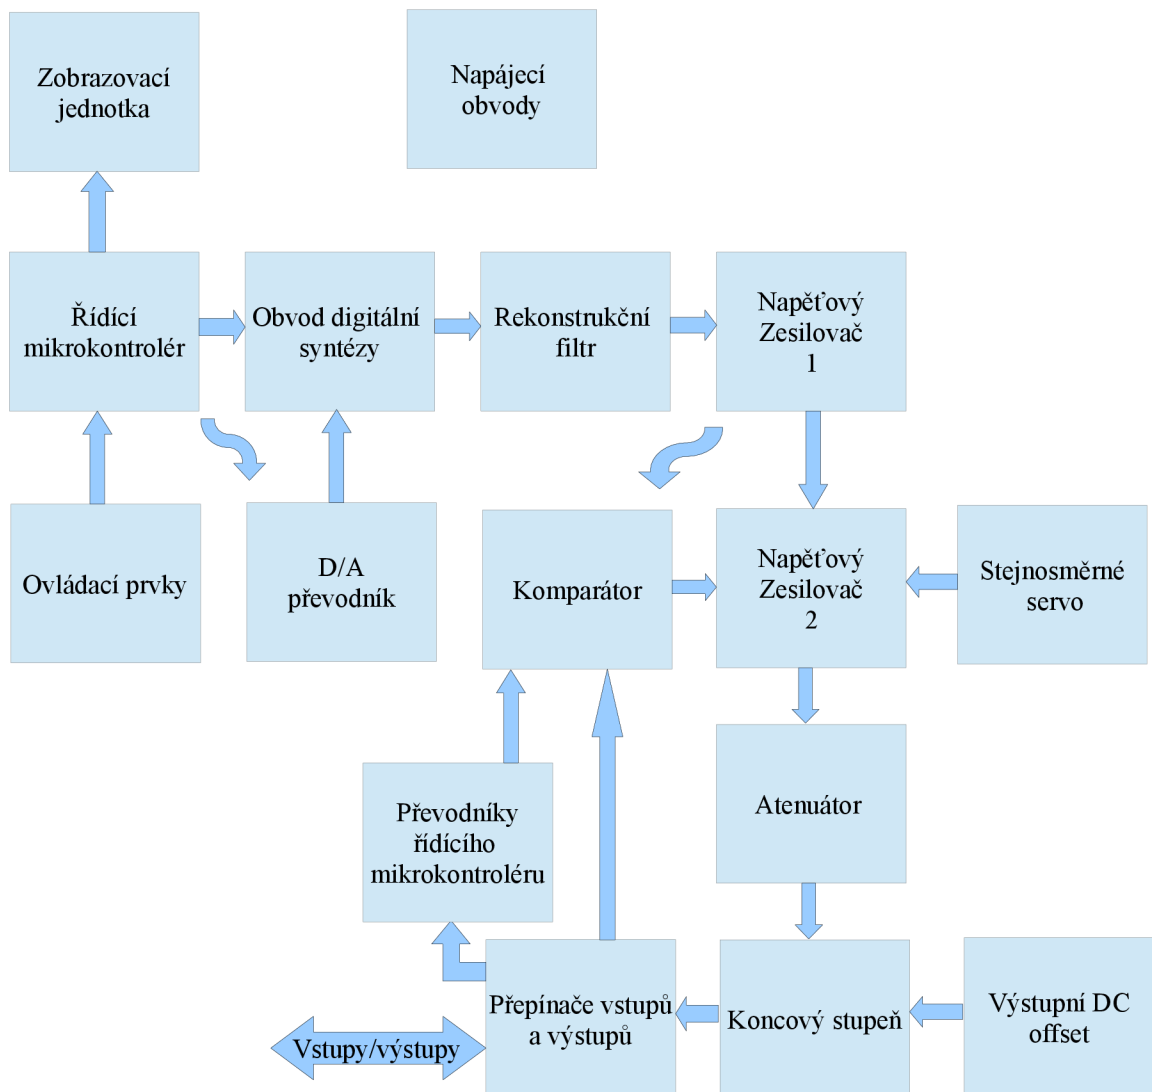 Zobrazovací
jednotka
Napájecí
obvody
Řídící
mikrokontrolér
Obvod digitální
syntézy
Rekonstrukční
filtr
Napěťový
Zesilovač
1
Ovládací prvky
D/A
převodník
Komparátor
Napěťový
Zesilovač
2
Stejnosměrné
servo
Převodníky
řídícího
mikrokontroléru
Atenuátor
Vstupy/výstupy
Přepínače vstupů
a výstupů
Koncový stupeň
Výstupní DC
offset